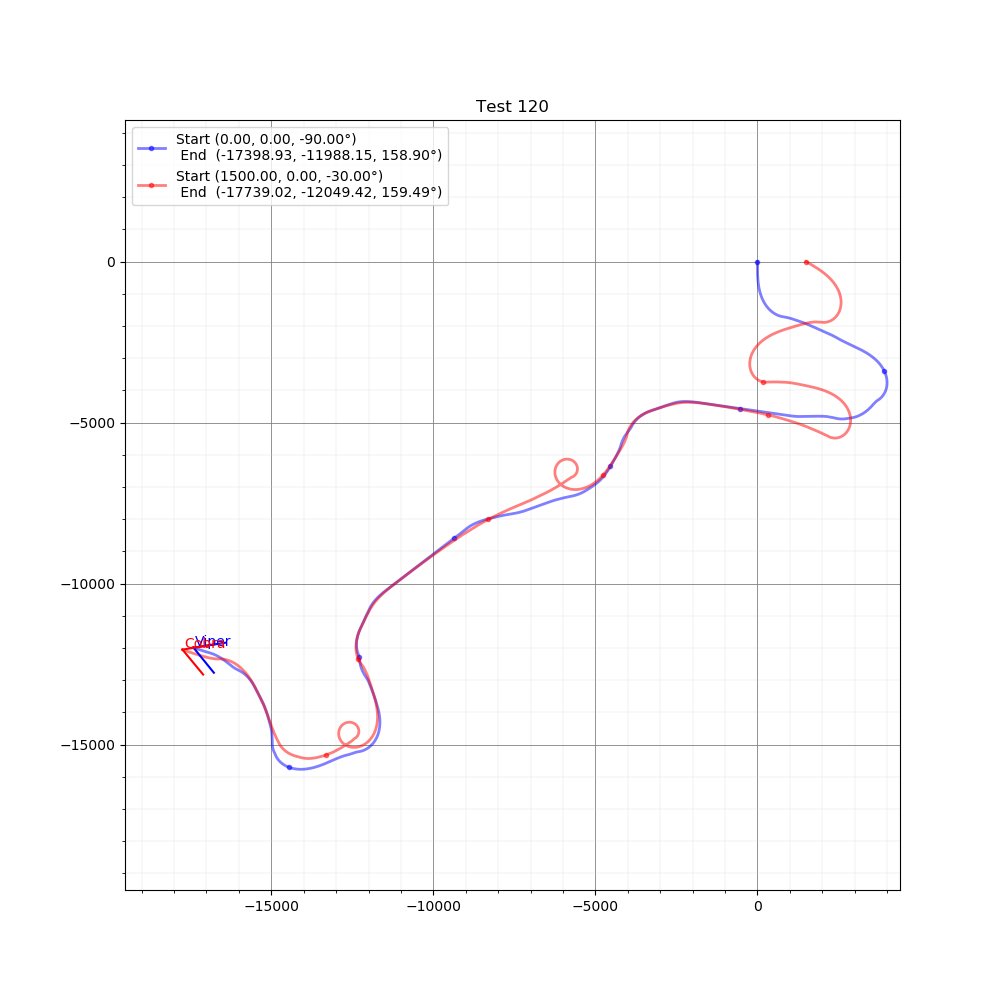 Test 120
Start (0.00, 0.00, -90.00°)
End  (-17398.93, -11988.15, 158.90°)
Start (1500.00, 0.00, -30.00°)
End  (-17739.02, -12049.42, 159.49°)
0
−5000
−10000
−15000
Viper
Cobra
−15000
−10000
−5000
0